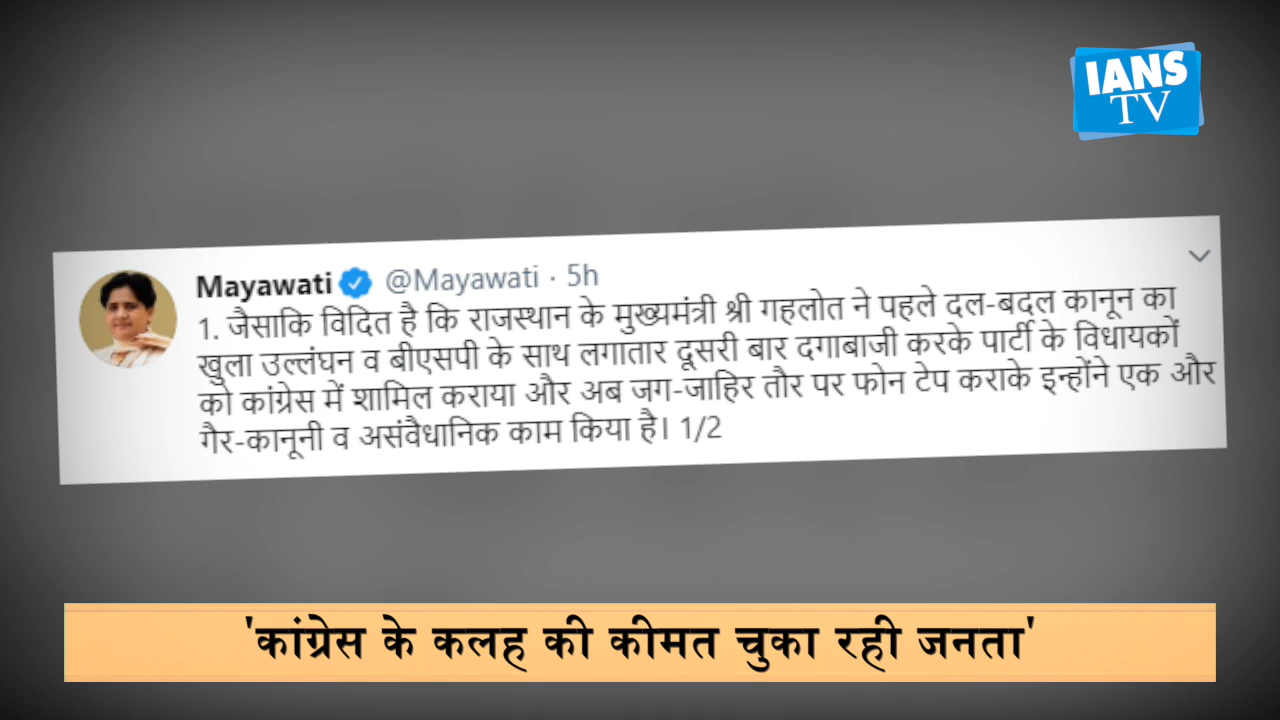 IANS
TV
Mayawati @Mayawati · 5h
1. जैसाकि विदित है कि राजस्थान के मुख्यमंत्री श्री गहलोत ने पहले दल-बदल कानून का
खुला उल्लंघन व बीएसपी के साथ लगातार दूसरी बार दगाबाजी करके पार्टी के विधायकों
को कांग्रेस में शामिल कराया और अब जग-जाहिर तौर पर फोन टेप कराके इन्होंने एक और
गैर-कानूनी व असंवैधानिक काम किया है। 1/2
'कांग्रेस के कलह की कीमत चुका रही जनता'